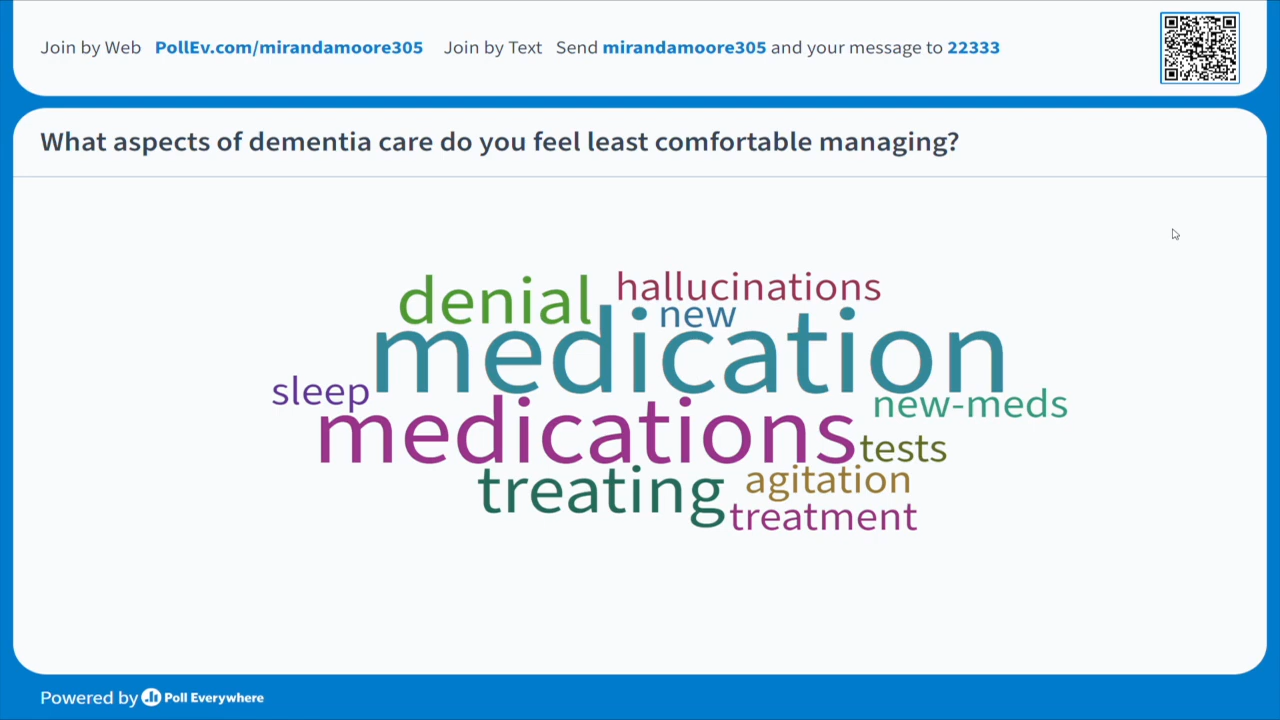 Join by Web PollEv.com/mirandamoore305 Join by Text Send mirandamoore305 and your message to 22333
What aspects of dementia care do you feel least comfortable managing?
denial
hallucinations
new
medication
sleep
new-meds
medications
tests
treating
agitation
treatment
Powered by Poll Everywhere